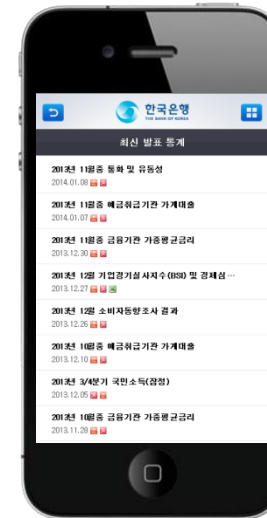 한국은행
THE BANK OF KOREA
최신 발표 통계
2013년 11월중 통화 및 유동성
2014.01.08
2013년 11월중 예금취급기관 가계대출
2014.01.07
2013년 11월중 금융기관 가중평균금리
2013.12.30
2013년 12월 기업경기실사지수(BSI) 및 경제심…
2013.12.27
2013년 12월 소비자동향조사 결과
2013.12.26
2013년 10월중 예금취급기관 가계대출
2013.12.10
2013년 3/4분기 국민소득(잠정)
2013.12.05
2013년 10월중 금융기관 가중평균금리
2013.11.28